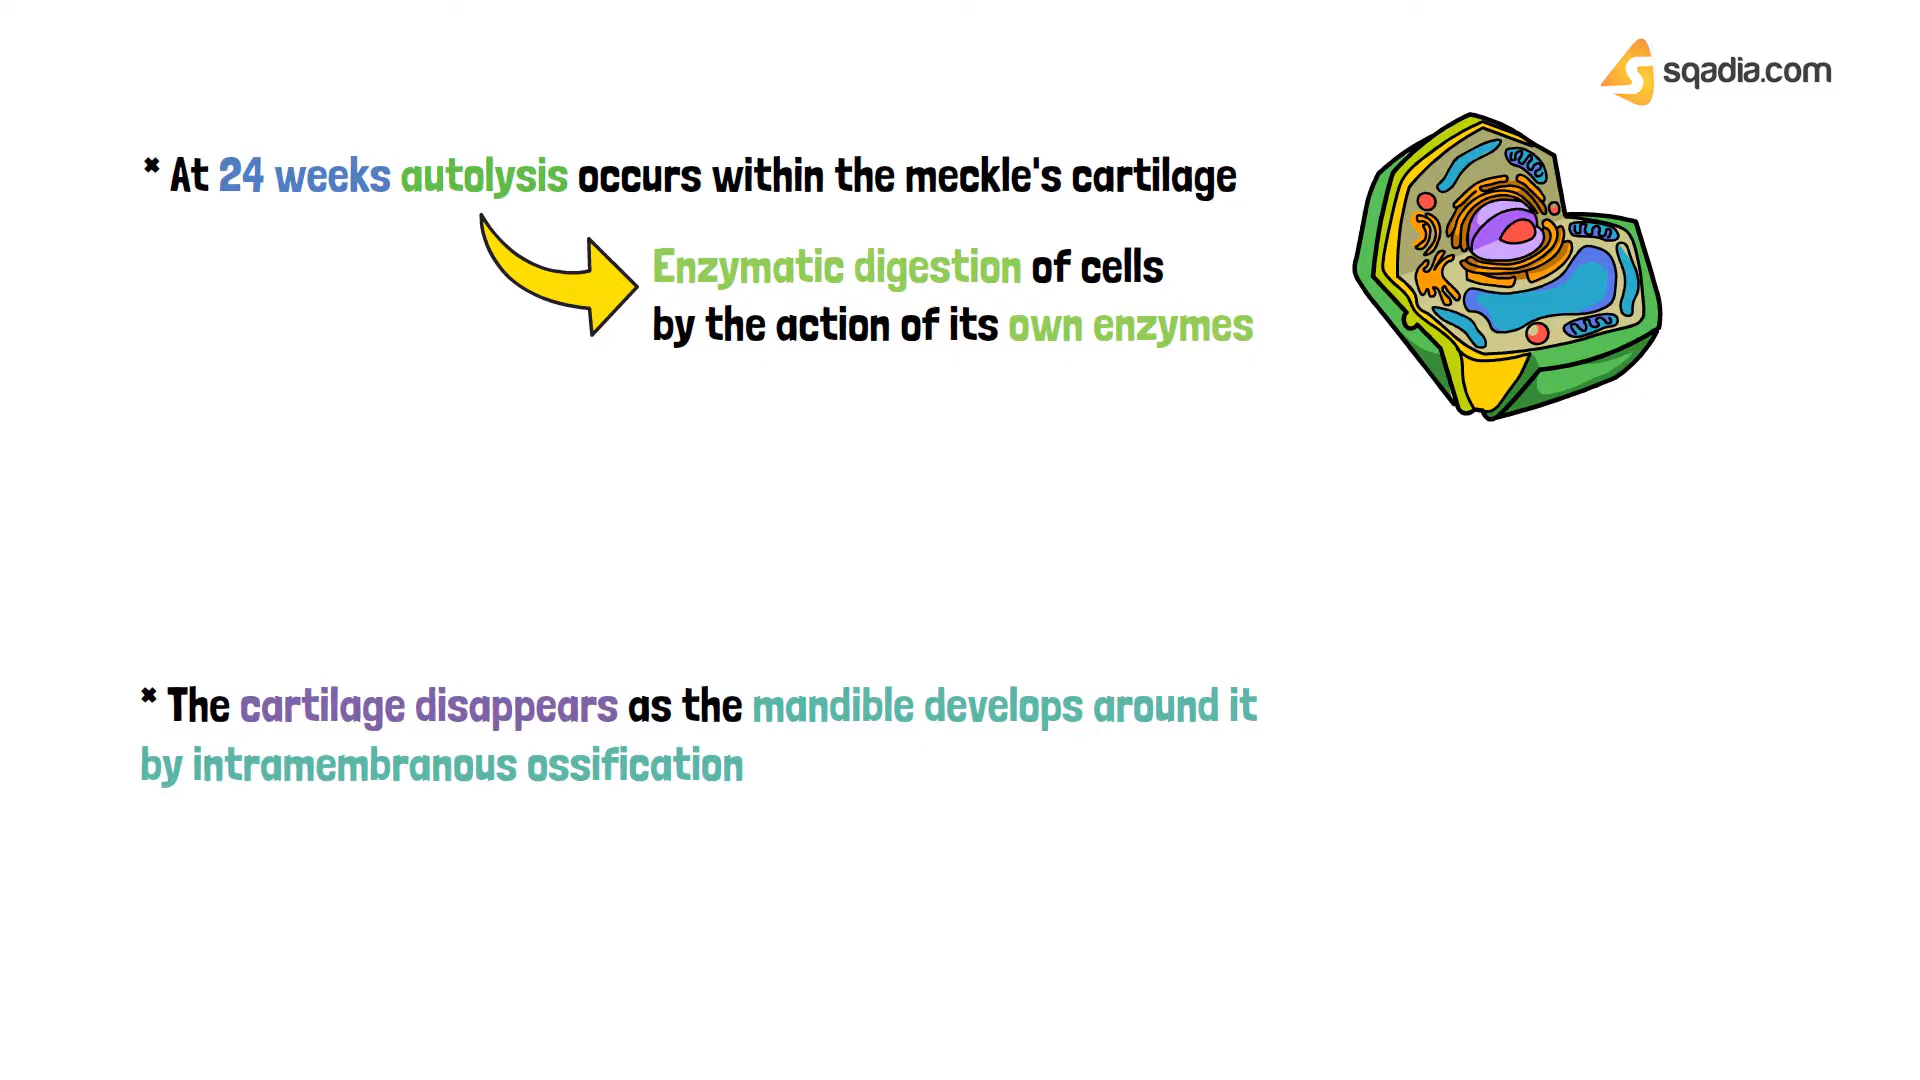 sqadia.com
* At 24 weeks autolysis occurs within the meckle's cartilage
Enzymatic digestion of cells
by the action of its own enzymes
* The cartilage disappears as the mandible develops around it
by intramembranous ossification